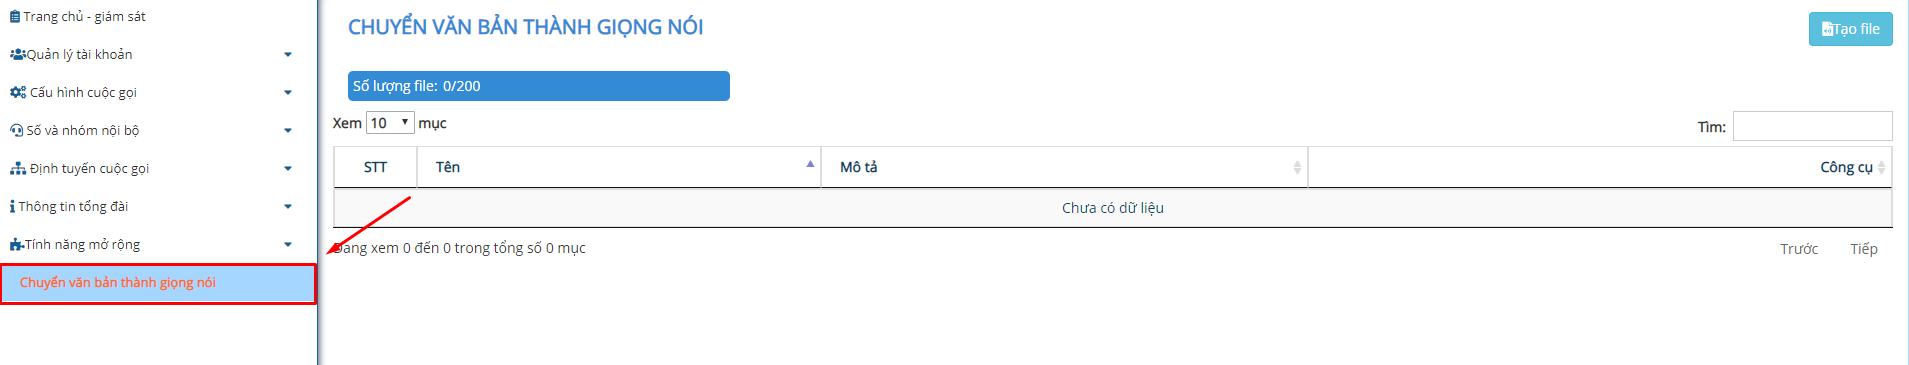 Trang chủ - giám sát
Quản lý tài khoản
Cấu hình cuộc gọi
Số và nhóm nội bộ
Định tuyến cuộc gọi
Thông tin tổng đài
Tính năng mở rộng
Chuyển văn bản thành giọng nói
CHUYỂN VĂN BẢN THÀNH GIỌNG NÓI
Tạo file
Số lượng file: 0/200
Xem 10 mục
Tìm:
STT Tên Mô tả Công cụ
Chưa có dữ liệu
Đang xem 0 đến 0 trong tổng số 0 mục
Trước Tiếp